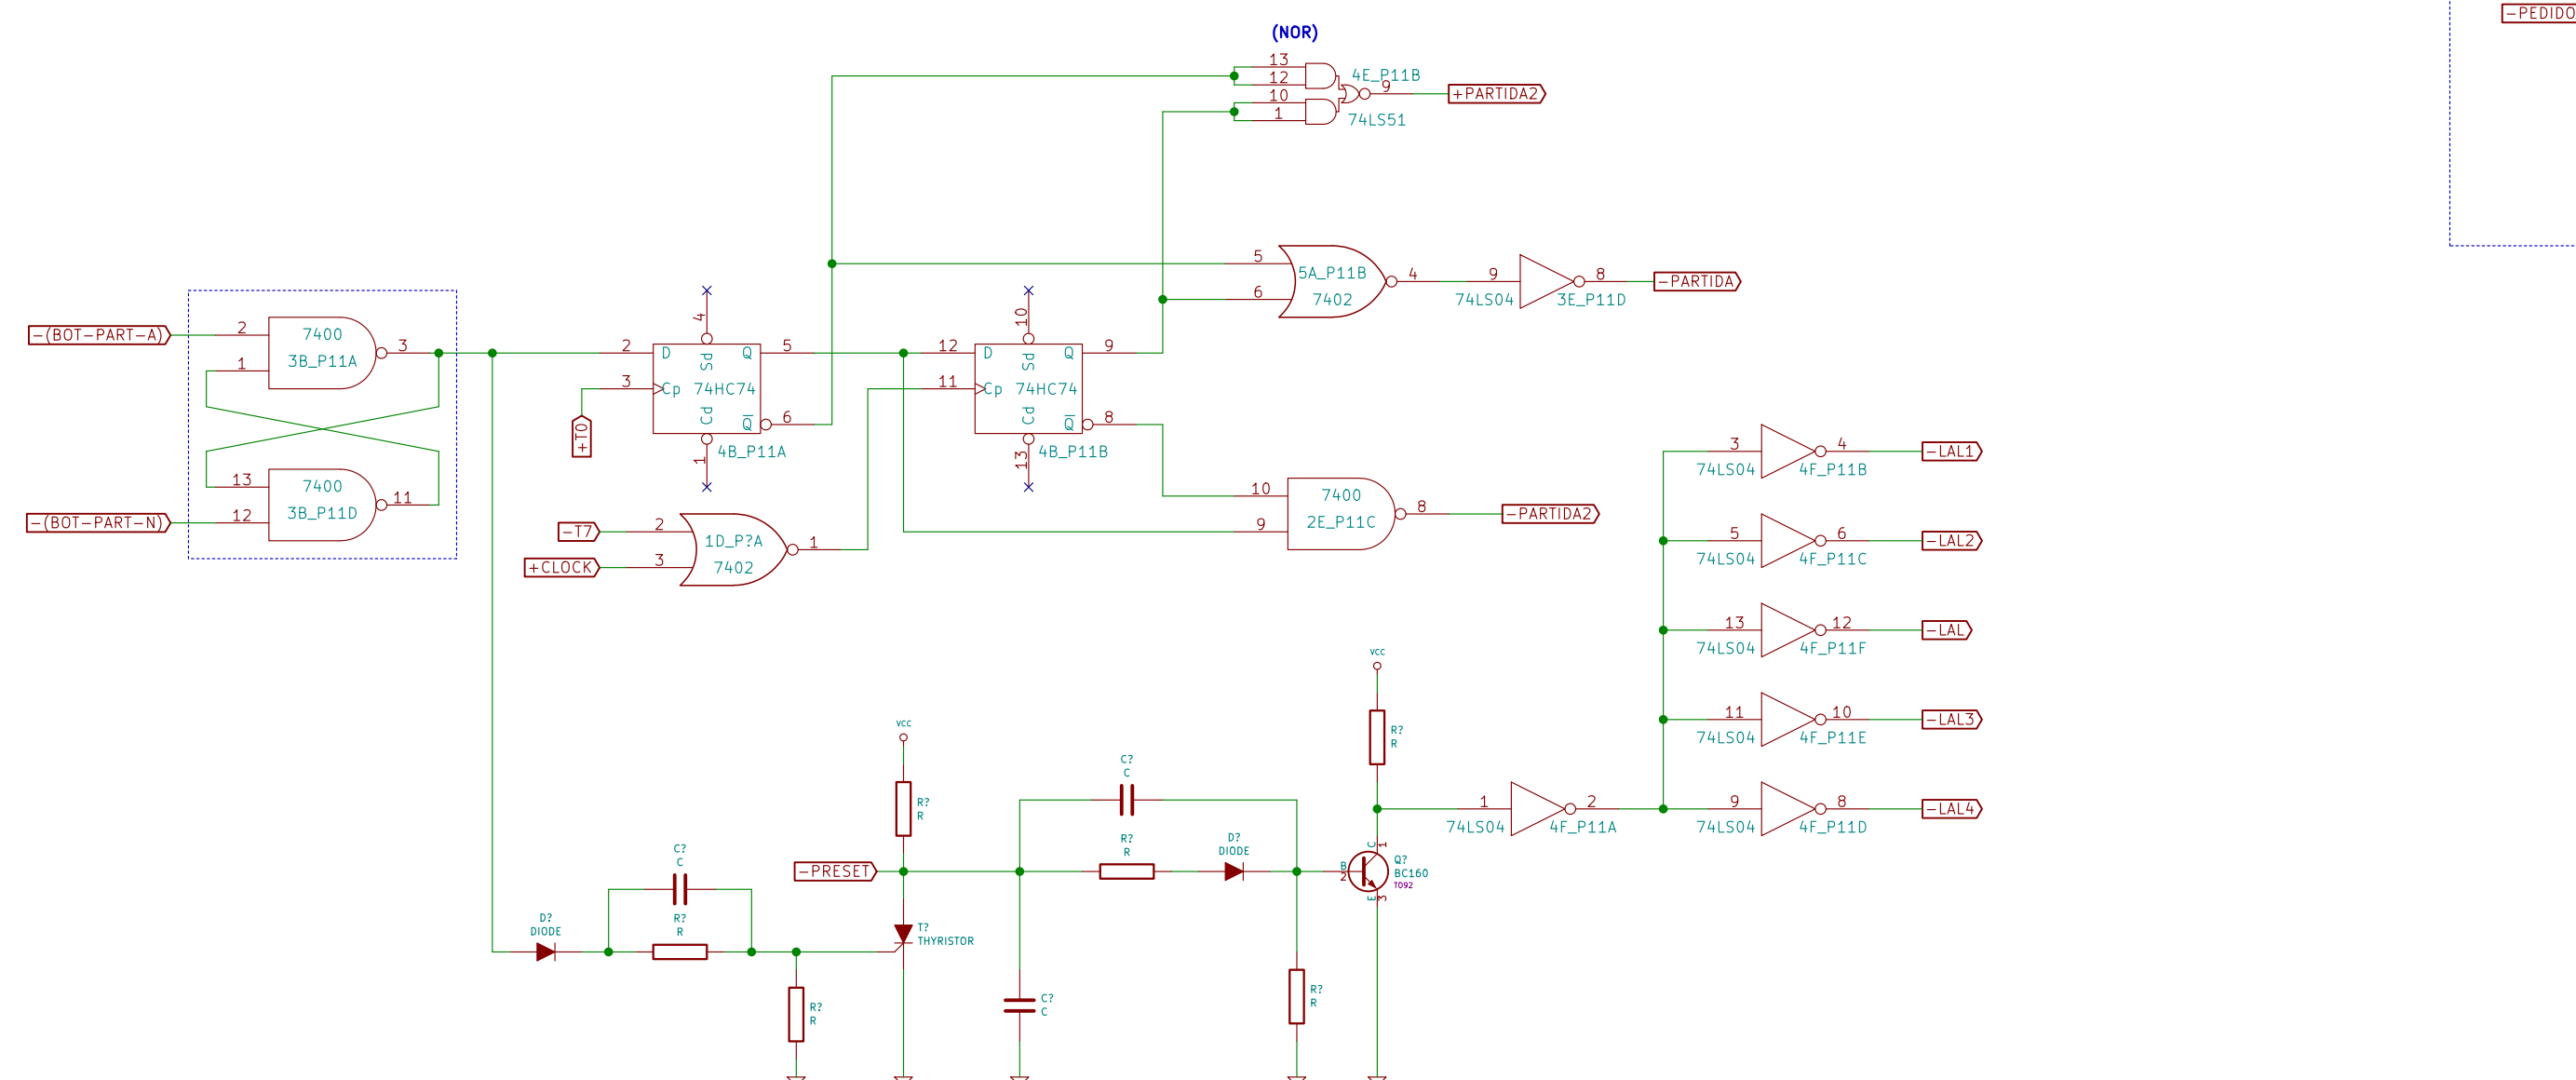 -PEDIDO
(NOR)
13
12
10
1
4E_P11B
9
74LS51
+PARTIDA2
5
6
5A_P11B
7402
4
9
74LS04
8
3E_P11D
-PARTIDA
-(BOT-PART-A)
2
1
7400
3B_P11A
3
13
12
7400
3B_P11D
11
-(BOT-PART-N)
4
2
D
Sd
Q
5
3
Cp
74HC74
Cd
Q
6
1
4B_P11A
+T0
10
12
D
Sd
Q
9
11
Cp
74HC74
Cd
Q
8
13
4B_P11B
-T7
2
+CLOCK
3
1D_P?A
7402
1
10
9
7400
2E_P11C
8
-PARTIDA2
3
74LS04
4
4F_P11B
-LAL1
5
74LS04
6
4F_P11C
-LAL2
13
74LS04
12
4F_P11F
-LAL
11
74LS04
10
4F_P11E
-LAL3
9
74LS04
8
4F_P11D
-LAL4
1
74LS04
2
4F_P11A
VCC
R?
R
VCC
R?
R
C?
C
R?
R
D?
DIODE
-PRESET
B
2
C
1
E
3
Q?
BC160
TO92
C?
C
R?
R
D?
DIODE
T?
THYRISTOR
R?
R
C?
C
R?
R